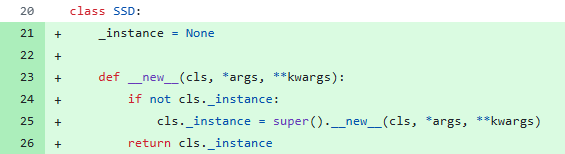 20 class SSD:
21 + _instance = None
22 +
23 + def __new__(cls, *args, **kwargs):
24 + if not cls._instance:
25 + cls._instance = super().__new__(cls, *args, **kwargs)
26 + return cls._instance